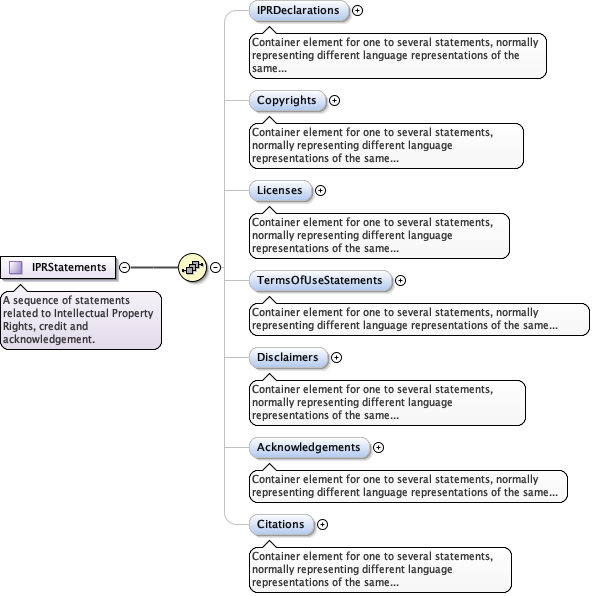 IPRDeclarations
Container element for one to several statements, normally
representing different language representations of the
same...
Copyrights
Container element for one to several statements,
normally representing different language
representations of the same...
Licenses
Container element for one to several statements,
normally representing different language
representations of the same...
IPRStatements
A sequence of statements
related to Intellectual Property
Rights, credit and
acknowledgement.
TermsOfUseStatements
Container element for one to several statements, normally
representing different language representations of the same...
Disclaimers
Container element for one to several statements,
normally representing different language
representations of the same...
Acknowledgements
Container element for one to several statements, normally
representing different language representations of the same...
Citations
Container element for one to several statements,
normally representing different language
representations of the same...